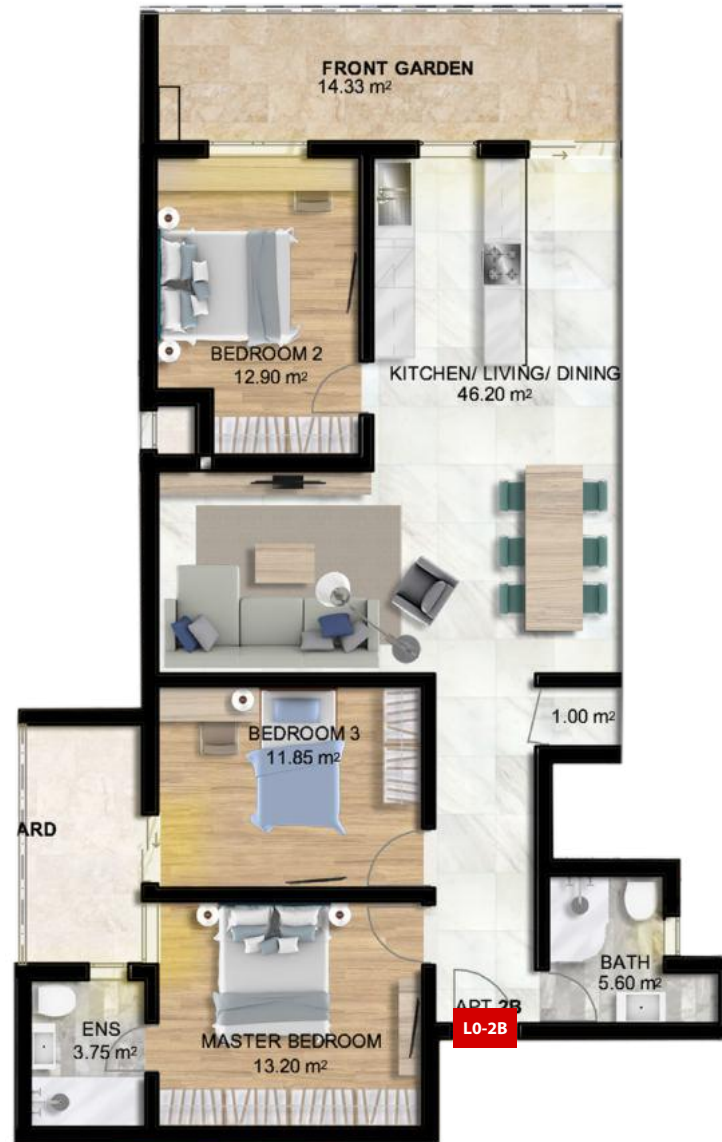 FRONT GARDEN
14.33 m²
BEDROOM 2
12.90 m²
KITCHEN/ LIVING/ DINING
46.20 m²
BEDROOM 3
11.85 m²
1.00 m²
ARD
BATH
5.60 m²
ENS
3.75 m²
MASTER BEDROOM
13.20 m²
APT 2B
L0-2B